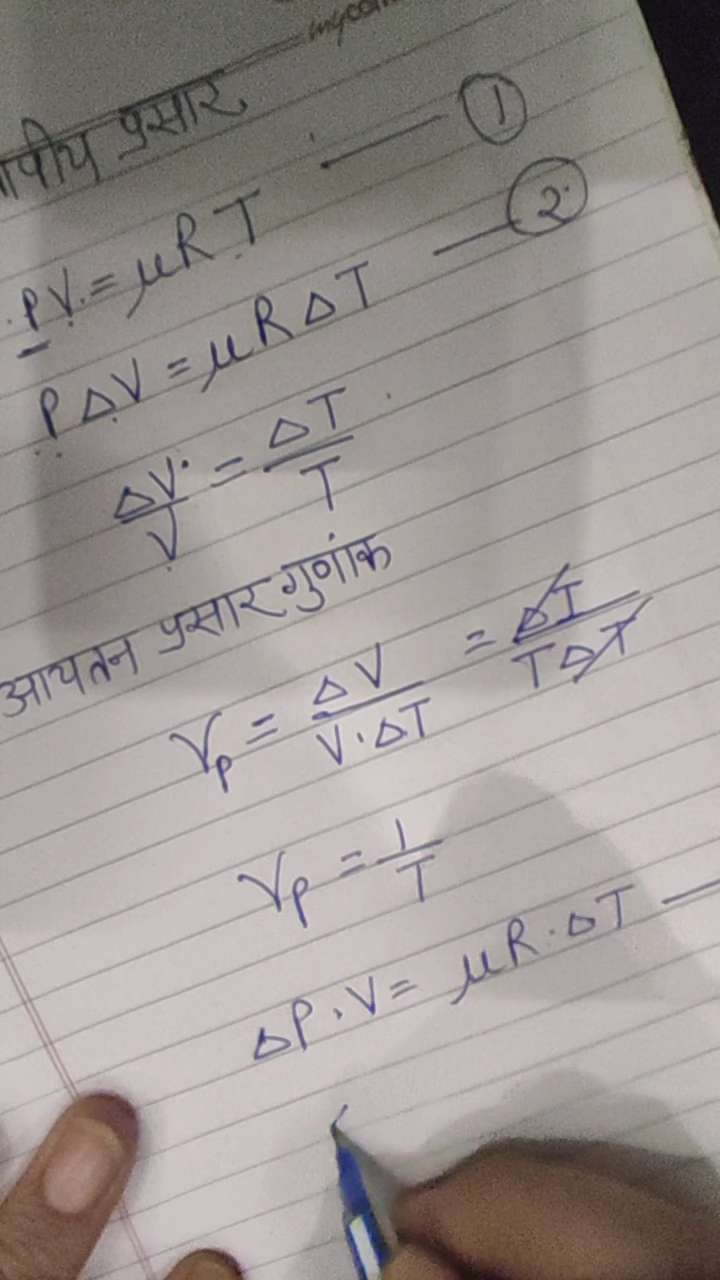 प्रसार
① 
PV = μRT
②
PΔV = μRΔT
ΔV/V = ΔT/T
आयतन प्रसार गुणांक
γp = ΔV/V·ΔT = ΔT/TΔT
γp = 1/T
ΔP·V = μR·ΔT —